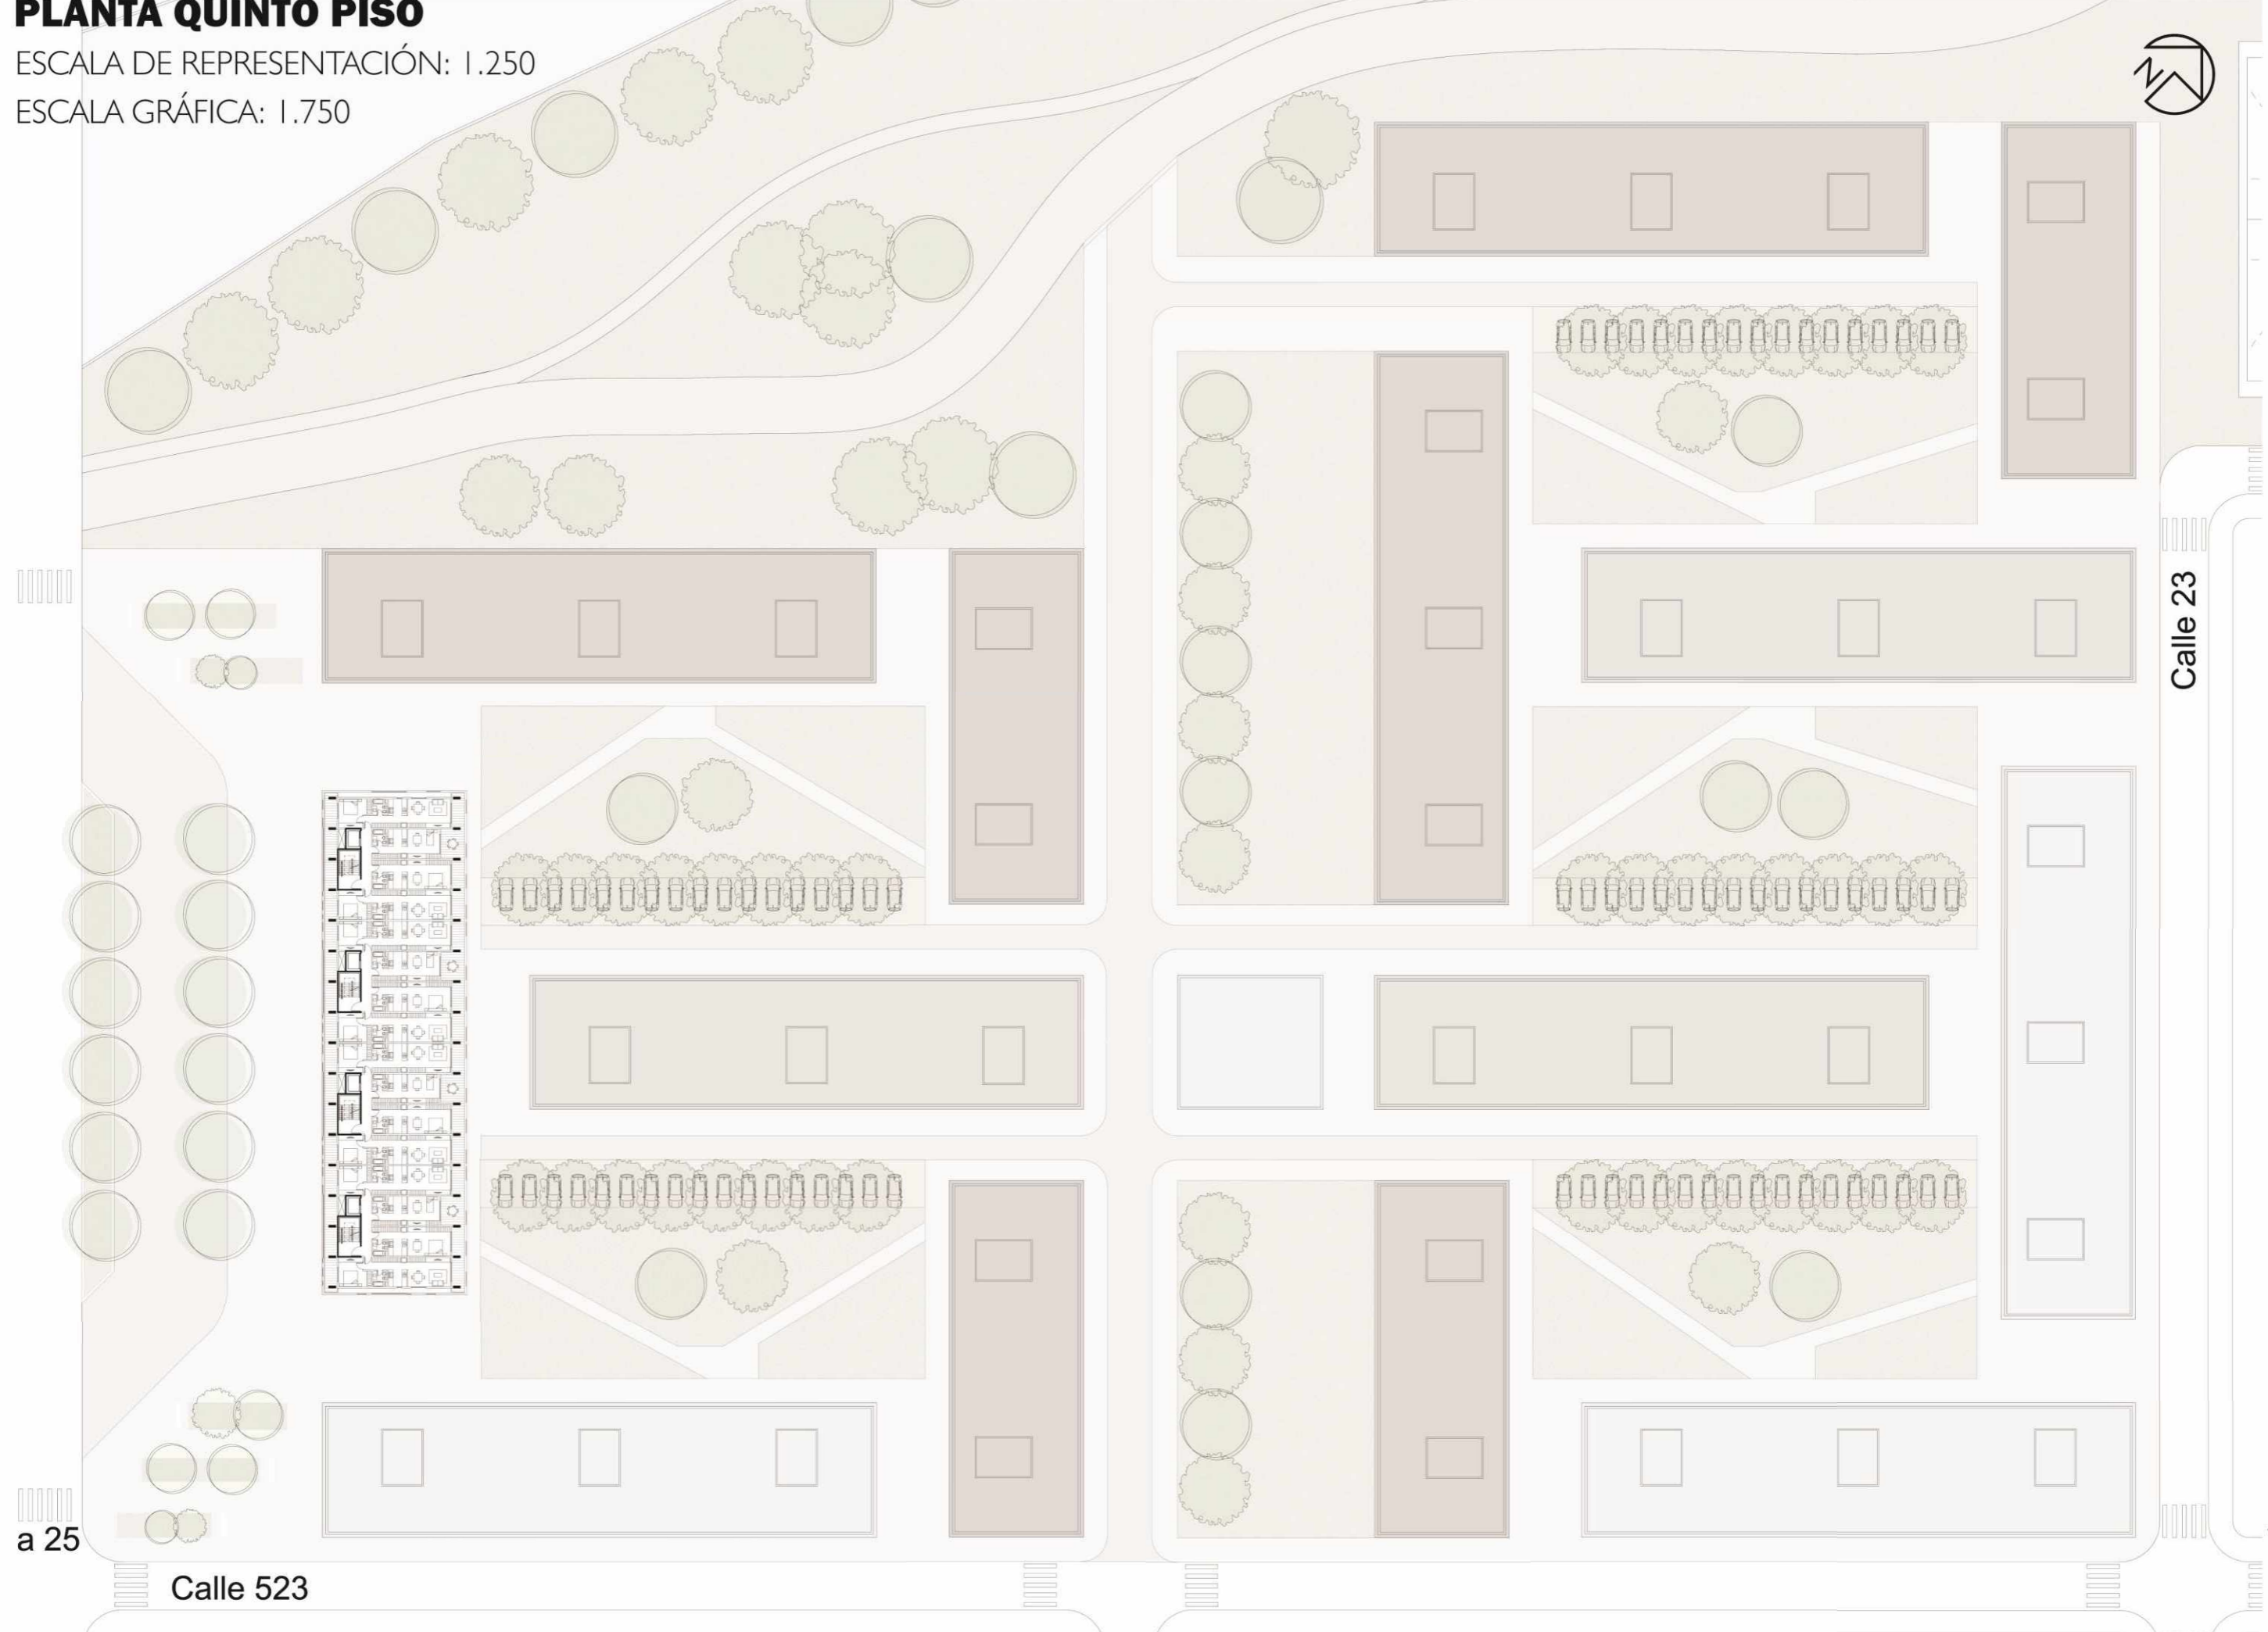 PLANTA QUINTO PISO
ESCALA DE REPRESENTACIÓN: 1.250
ESCALA GRÁFICA: 1.750
N
Calle 23
a 25
Calle 523